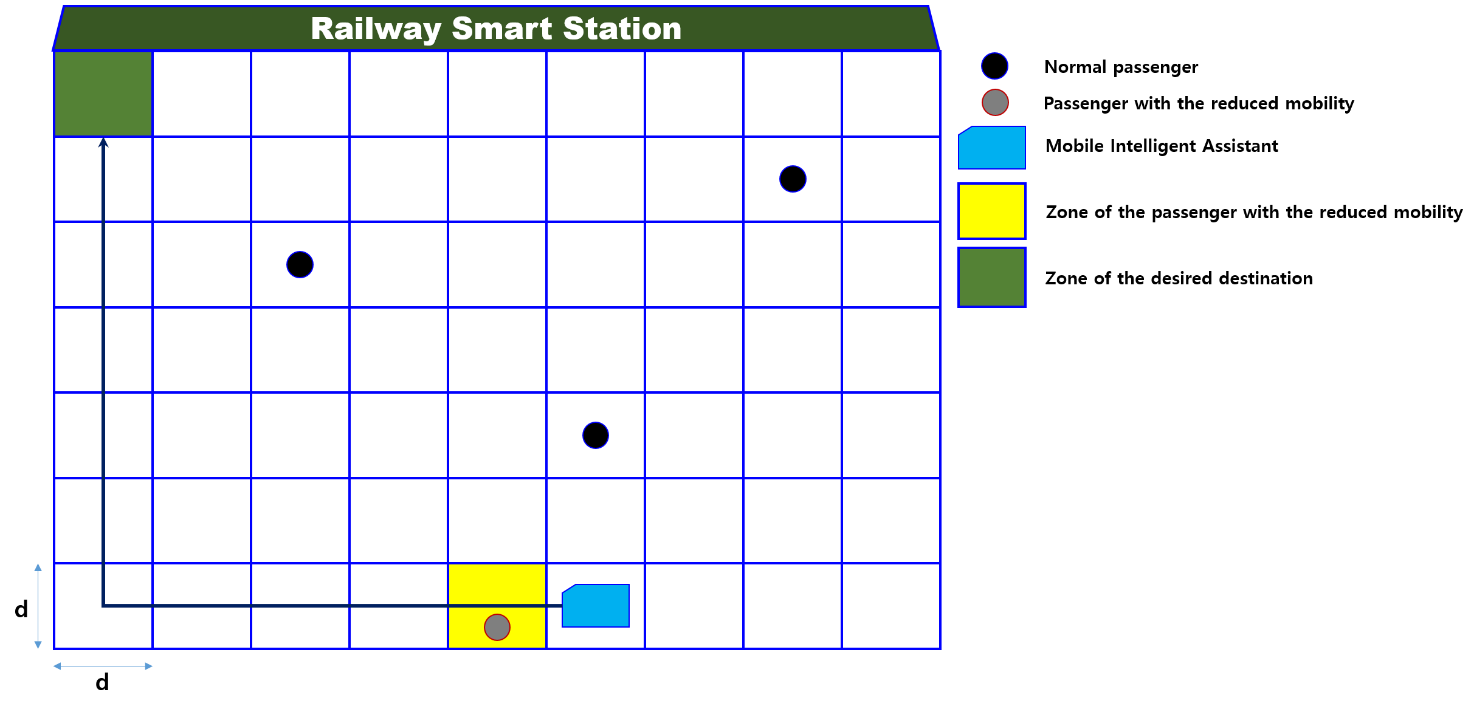 Railway Smart Station
Normal passenger
Passenger with the reduced mobility
Mobile Intelligent Assistant
Zone of the passenger with the reduced mobility
Zone of the desired destination
d
d